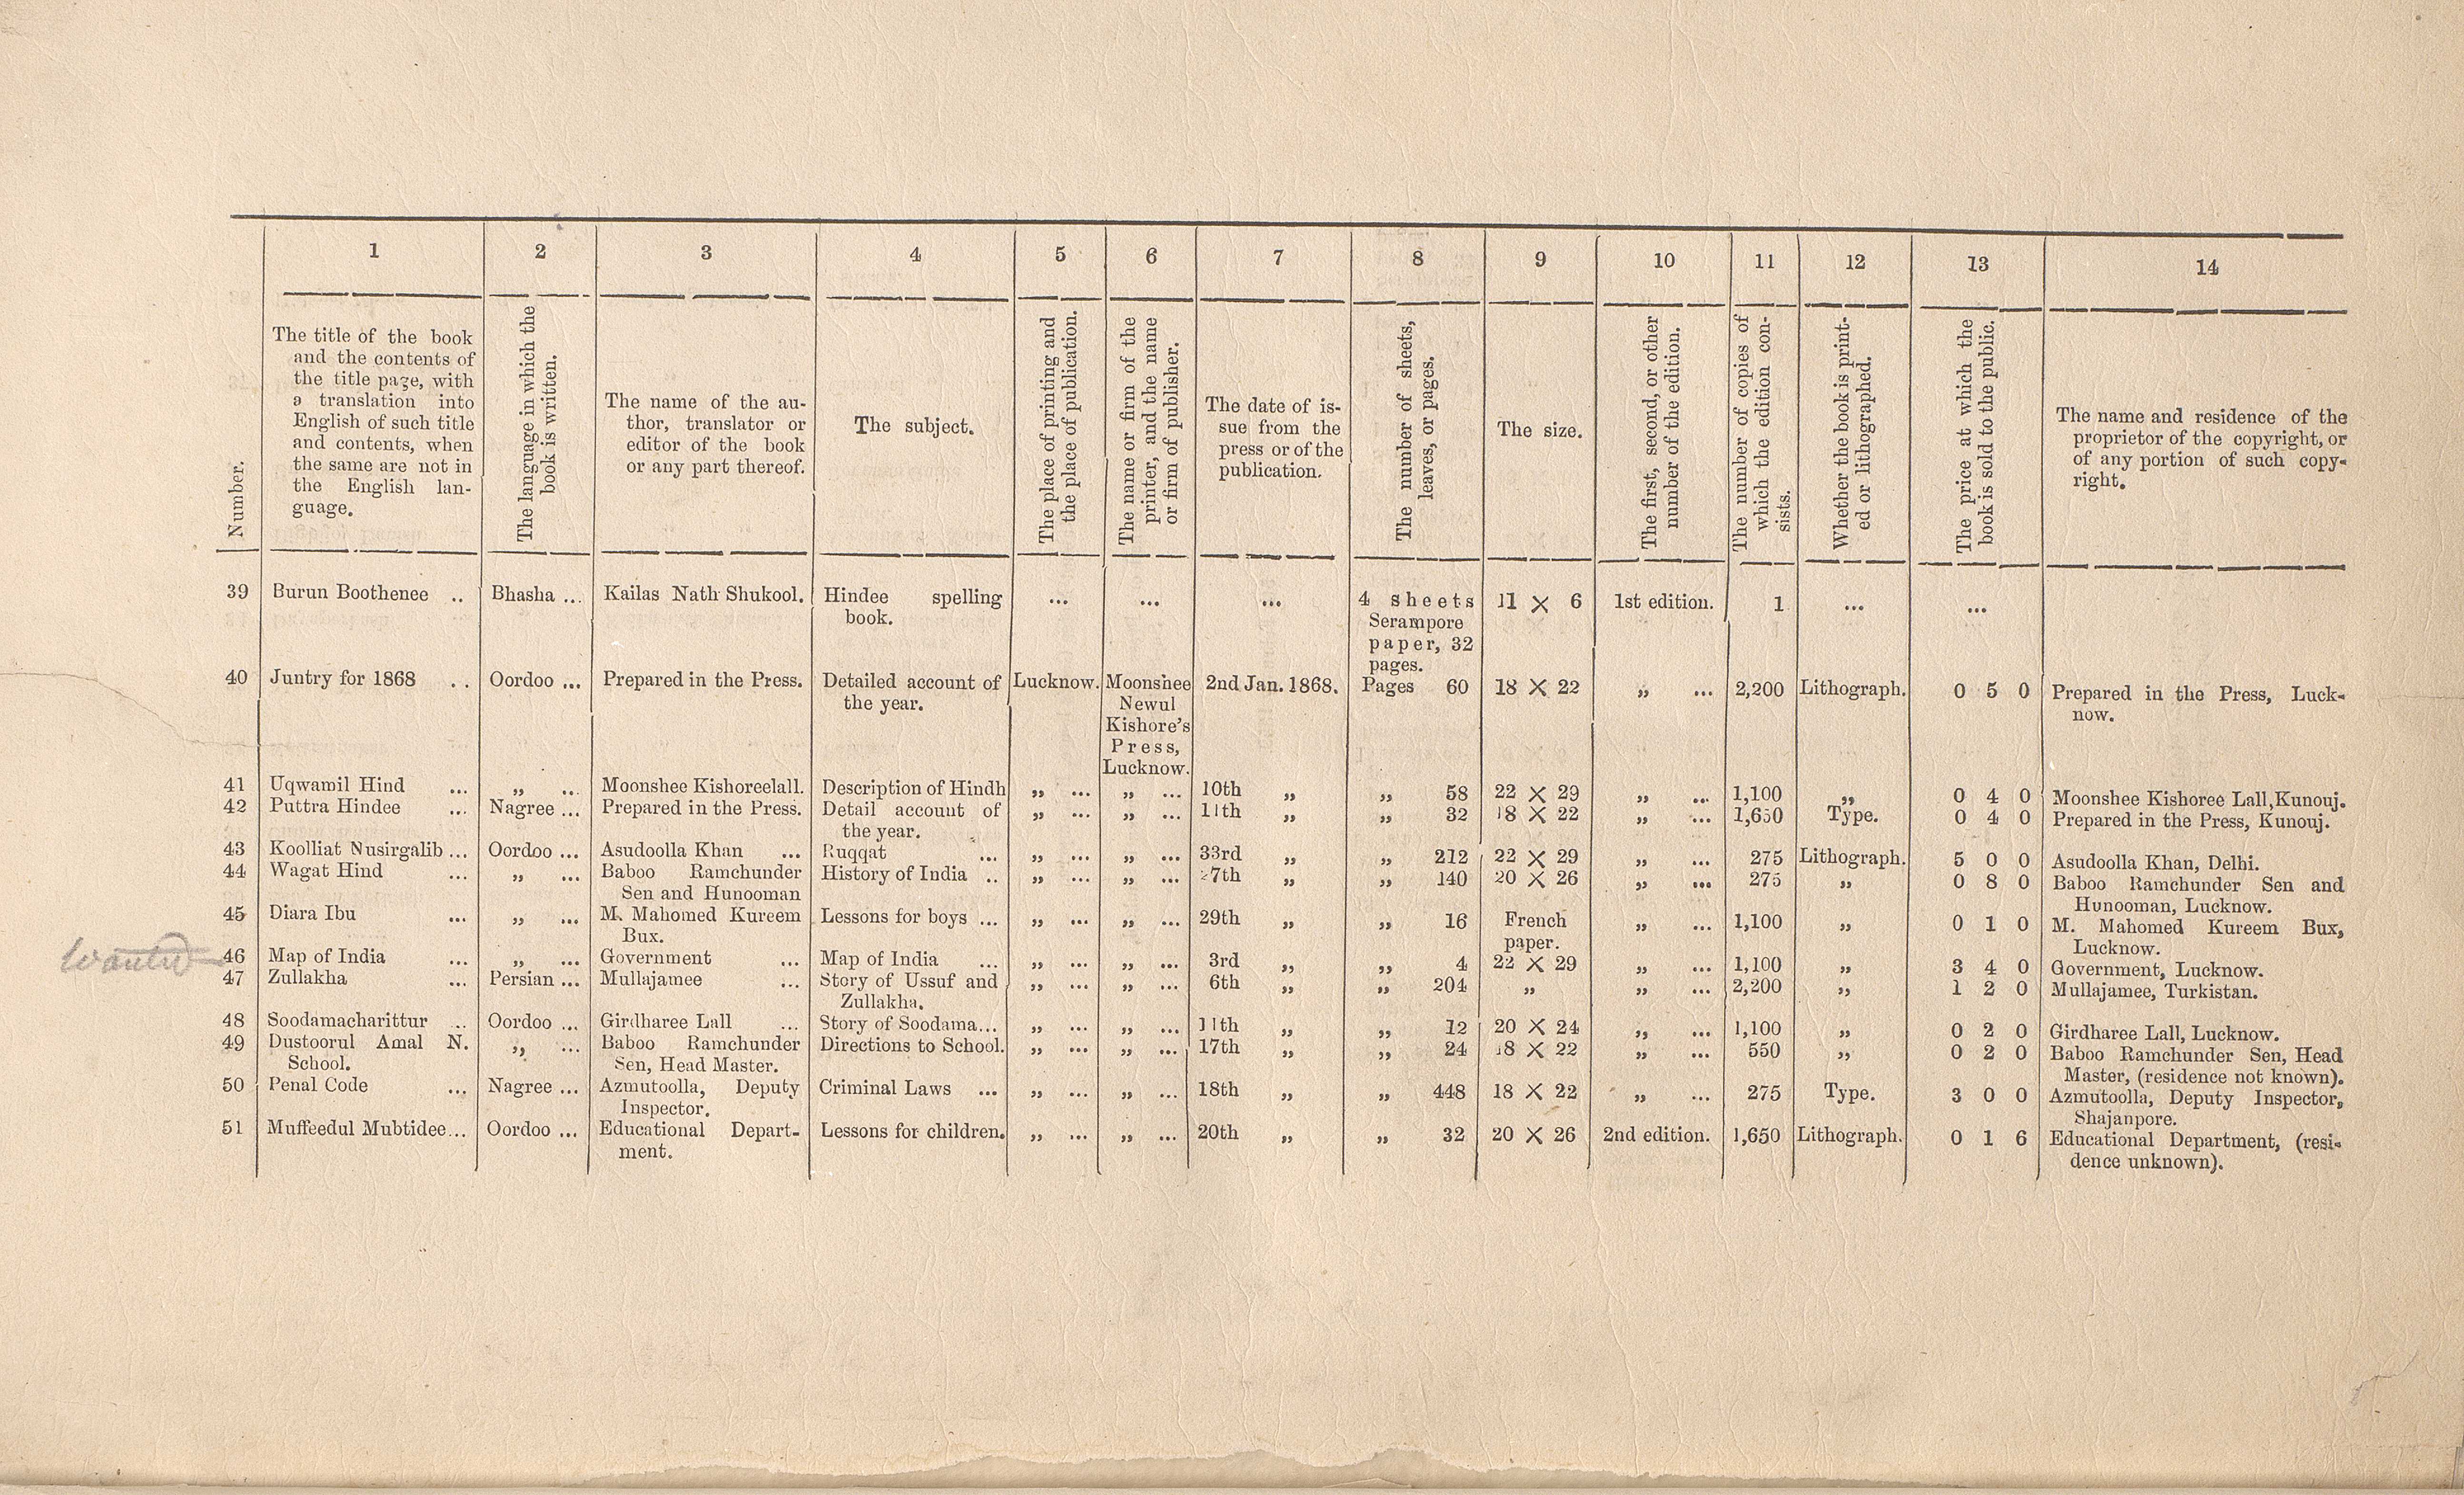 1 2 3 4 5 6 7 8 9 10 11 12 13 14
Number.
The title of the book
and the contents of
the title page, with
a translation into
English of such title
and contents, when
the same are not in
the English lan-
guage.
The language in which the
book is written.
The name of the au-
thor, translator or
editor of the book
or any part thereof.
The subject.
The place of printing and
the place of publication.
The name or firm of the
printer, and the name
or firm of publisher.
The date of is-
sue from the
press or of the
publication.
The number of sheets,
leaves, or pages.
The size.
The first, second, or other
number of the edition.
The number of copies of
which the edition con-
sists.
Whether the book is print-
ed or lithographed.
The price at which the
book is sold to the public.
The name and residence of the
proprietor of the copyright, or
of any portion of such copy-
right.
39 Burun Boothenee .. Bhasha ... Kailas Nath Shukool. Hindee spelling ... ... ... 4 sheets 11 × 6 1st edition. 1 ... ...
book. Serampore
paper, 32
pages.
40 Juntry for 1868 .. Oordoo ... Prepared in the Press. Detailed account of Lucknow. Moonshee 2nd Jan. 1868. Pages 60 18 × 22 ,, ... 2,200 Lithograph. 0 5 0 Prepared in the Press, Luck-
the year. Newul now.
Kishore's
Press,
Lucknow.
41 Uqwamil Hind ... ,, ... Moonshee Kishoreelall. Description of Hindh ,, ... ,, ... 10th ,, ,, 58 22 × 29 ,, ... 1,100 ,, 0 4 0 Moonshee Kishoree Lall, Kunouj.
42 Puttra Hindee ... Nagree ... Prepared in the Press. Detail account of ,, ... ,, ... 11th ,, ,, 32 18 × 22 ,, ... 1,650 Type. 0 4 0 Prepared in the Press, Kunouj.
the year.
43 Koolliat Nusirgalib ... Oordoo ... Asudoolla Khan ... Ruqqat ... ,, ... ,, ... 33rd ,, ,, 212 22 × 29 ,, ... 275 Lithograph. 5 0 0 Asudoolla Khan, Delhi.
44 Wagat Hind ... ,, ... Baboo Ramchunder History of India .. ,, ... ,, ... 27th ,, ,, 140 20 × 26 ,, ... 275 ,, 0 8 0 Baboo Ramchunder Sen and
Sen and Hunooman Hunooman, Lucknow.
45 Diara Ibu ... ,, ... M. Mahomed Kureem Lessons for boys ... ,, ... ,, ... 29th ,, ,, 16 French ,, ... 1,100 ,, 0 1 0 M. Mahomed Kureem Bux,
Bux. paper. Lucknow.
Wanted 46 Map of India ... ,, ... Government ... Map of India ... ,, ... ,, ... 3rd ,, ,, 4 22 × 29 ,, ... 1,100 ,, 3 4 0 Government, Lucknow.
47 Zullakha ... Persian ... Mullajamee ... Story of Ussuf and ,, ... ,, ... 6th ,, ,, 204 ,, ,, ... 2,200 ,, 1 2 0 Mullajamee, Turkistan.
Zullakha.
48 Soodamacharittur .. Oordoo ... Girdharee Lall ... Story of Soodama... ,, ... ,, ... 11th ,, ,, 12 20 × 24 ,, ... 1,100 ,, 0 2 0 Girdharee Lall, Lucknow.
49 Dustoorul Amal N. ,, ... Baboo Ramchunder Directions to School. ,, ... ,, ... 17th ,, ,, 24 18 × 22 ,, ... 550 ,, 0 2 0 Baboo Ramchunder Sen, Head
School. Sen, Head Master. Master, (residence not known).
50 Penal Code ... Nagree ... Azmutoolla, Deputy Criminal Laws ... ,, ... ,, ... 18th ,, ,, 448 18 × 22 ,, ... 275 Type. 3 0 0 Azmutoolla, Deputy Inspector,
Inspector. Shajanpore.
51 Muffeedul Mubtidee... Oordoo ... Educational Depart- Lessons for children. ,, ... ,, ... 20th ,, ,, 32 20 × 26 2nd edition. 1,650 Lithograph. 0 1 6 Educational Department, (resi-
ment. dence unknown).